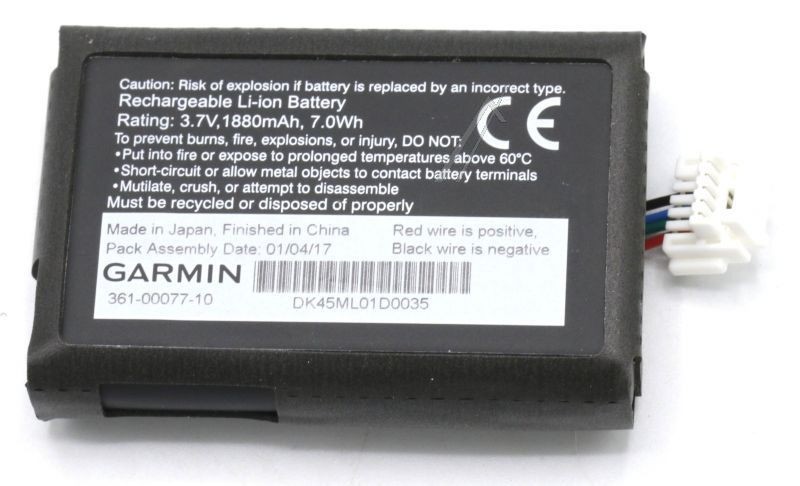 Caution: Risk of explosion if battery is replaced by an incorrect type.
Rechargeable Li-ion Battery
Rating: 3.7V,1880mAh, 7.0Wh
To prevent burns, fire, explosions, or injury, DO NOT:
•Put into fire or expose to prolonged temperatures above 60°C
•Short-circuit or allow metal objects to contact battery terminals
•Mutilate, crush, or attempt to disassemble
Must be recycled or disposed of properly
CE
Made in Japan, Finished in China
Red wire is positive,
Pack Assembly Date: 01/04/17
Black wire is negative
GARMIN
361-00077-10
DK45ML01D0035